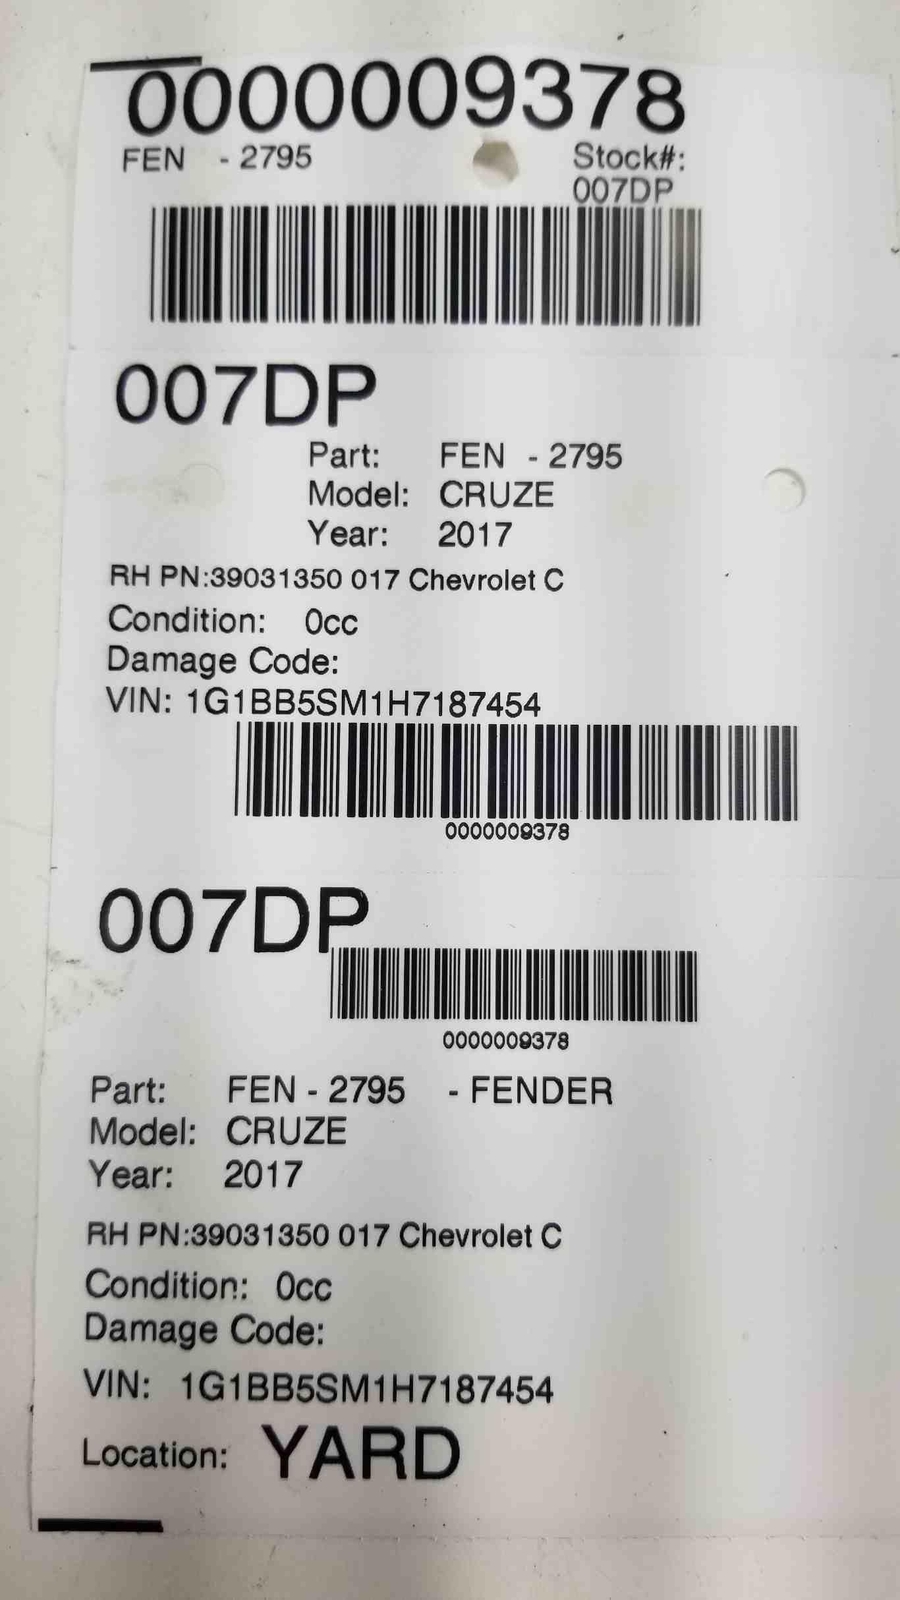 0000009378
FEN - 2795
Stock#:
007DP
007DP
Part: FEN - 2795
Model: CRUZE
Year: 2017
RH PN:39031350 017 Chevrolet C
Condition: 0cc
Damage Code:
VIN: 1G1BB5SM1H7187454
0000009378
007DP
0000009378
Part: FEN - 2795 - FENDER
Model: CRUZE
Year: 2017
RH PN:39031350 017 Chevrolet C
Condition: 0cc
Damage Code:
VIN: 1G1BB5SM1H7187454
Location: YARD